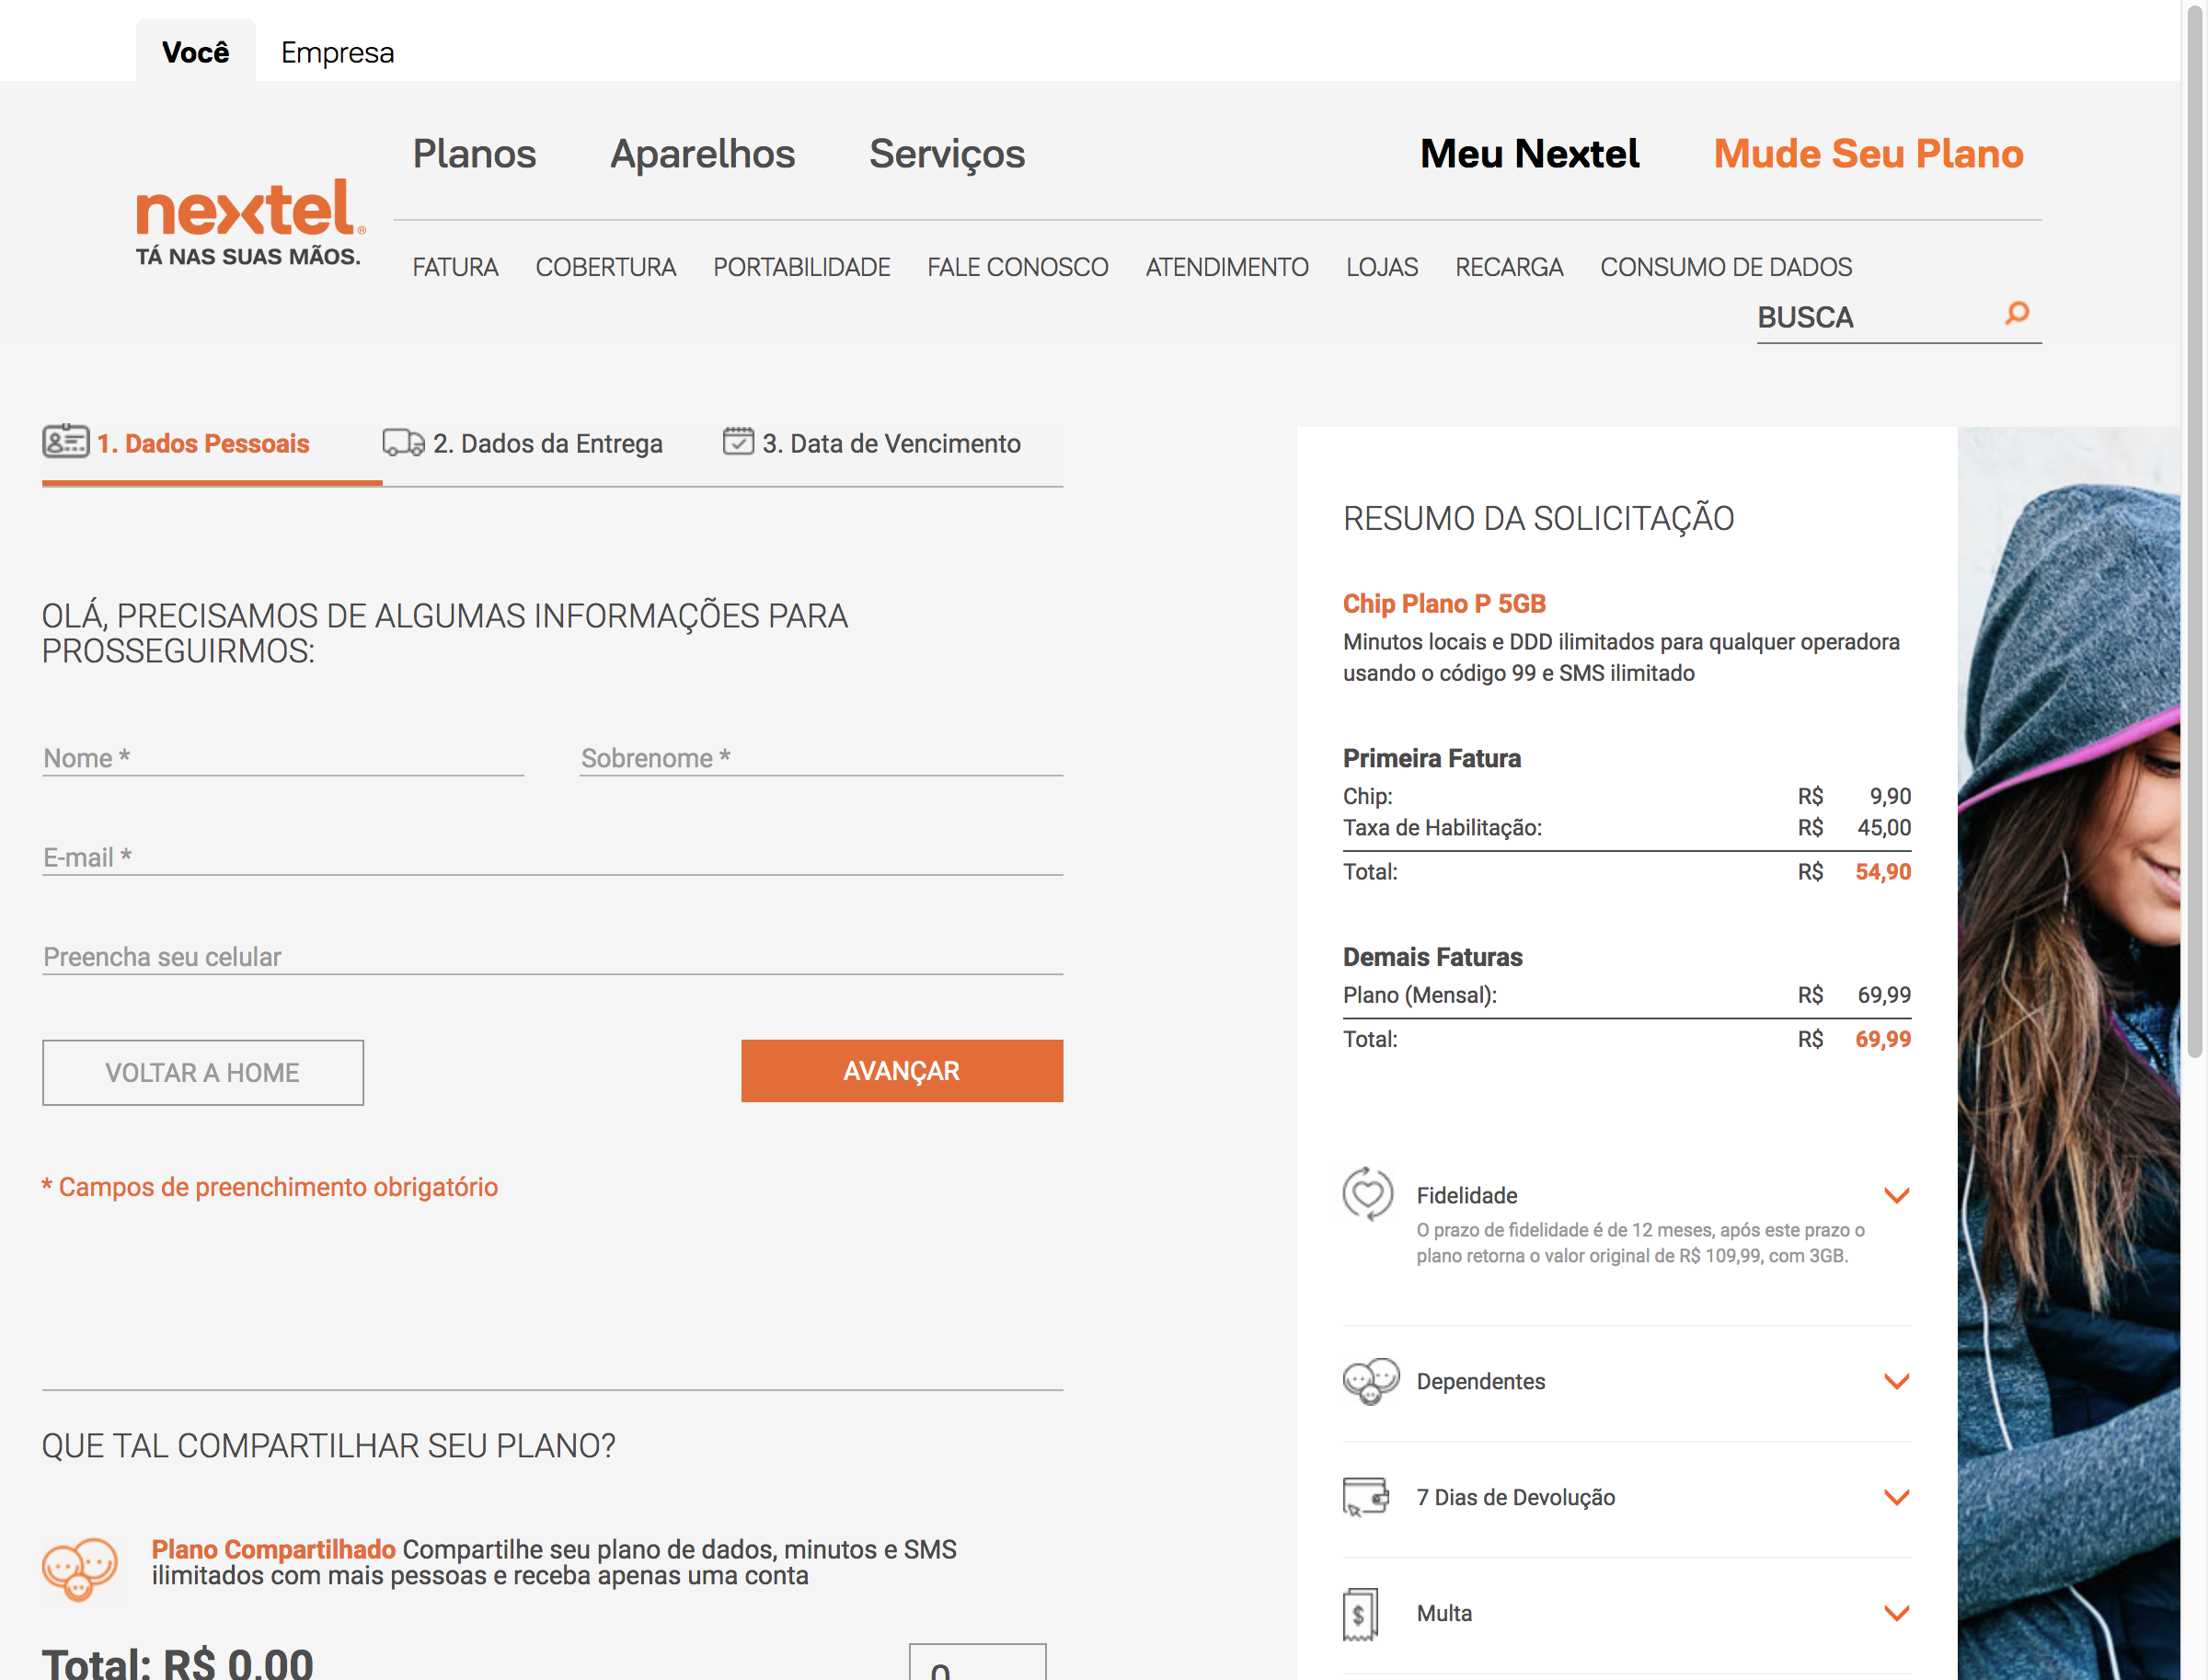 Você
Empresa
Planos
Aparelhos
Serviços
Meu Nextel
Mude Seu Plano
nextel®
TÁ NAS SUAS MÃOS.
FATURA
COBERTURA
PORTABILIDADE
FALE CONOSCO
ATENDIMENTO
LOJAS
RECARGA
CONSUMO DE DADOS
BUSCA
1. Dados Pessoais
2. Dados da Entrega
3. Data de Vencimento
OLÁ, PRECISAMOS DE ALGUMAS INFORMAÇÕES PARA
PROSSEGUIRMOS:
Nome *
Sobrenome *
E-mail *
Preencha seu celular
VOLTAR A HOME
AVANÇAR
* Campos de preenchimento obrigatório
QUE TAL COMPARTILHAR SEU PLANO?
Plano Compartilhado Compartilhe seu plano de dados, minutos e SMS
ilimitados com mais pessoas e receba apenas uma conta
Total: R$ 0,00
0
RESUMO DA SOLICITAÇÃO
Chip Plano P 5GB
Minutos locais e DDD ilimitados para qualquer operadora
usando o código 99 e SMS ilimitado
Primeira Fatura
Chip: R$ 9,90
Taxa de Habilitação: R$ 45,00
Total: R$ 54,90
Demais Faturas
Plano (Mensal): R$ 69,99
Total: R$ 69,99
Fidelidade
O prazo de fidelidade é de 12 meses, após este prazo o
plano retorna o valor original de R$ 109,99, com 3GB.
Dependentes
7 Dias de Devolução
Multa